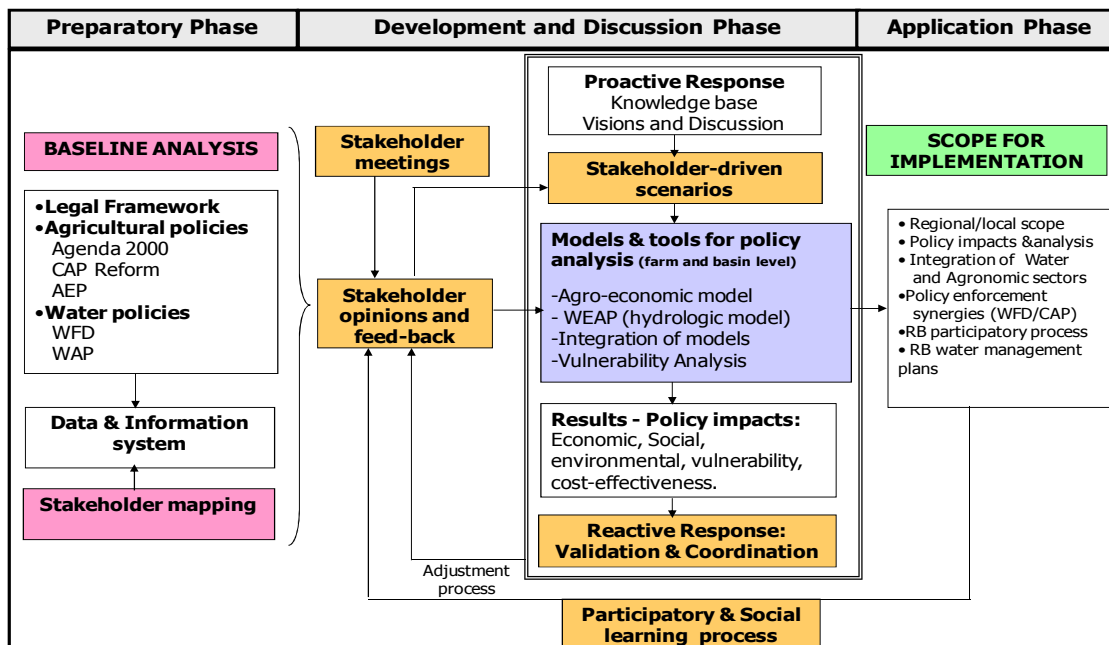 Preparatory Phase
Development and Discussion Phase
Application Phase
BASELINE ANALYSIS
•Legal Framework
•Agricultural policies
Agenda 2000
CAP Reform
AEP
•Water policies
WFD
WAP
Data & Information
system
Stakeholder mapping
Stakeholder
meetings
Stakeholder
opinions and
feed-back
Adjustment
process
Proactive Response
Knowledge base
Visions and Discussion
Stakeholder-driven
scenarios
Models & tools for policy
analysis (farm and basin level)
-Agro-economic model
- WEAP (hydrologic model)
-Integration of models
-Vulnerability Analysis
Results - Policy impacts:
Economic, Social,
environmental, vulnerability,
cost-effectiveness.
Reactive Response:
Validation & Coordination
Participatory & Social
learning process
SCOPE FOR
IMPLEMENTATION
• Regional/local scope
• Policy impacts &analysis
• Integration of Water
and Agronomic sectors
•Policy enforcement
synergies (WFD/CAP)
•RB participatory process
• RB water management
plans